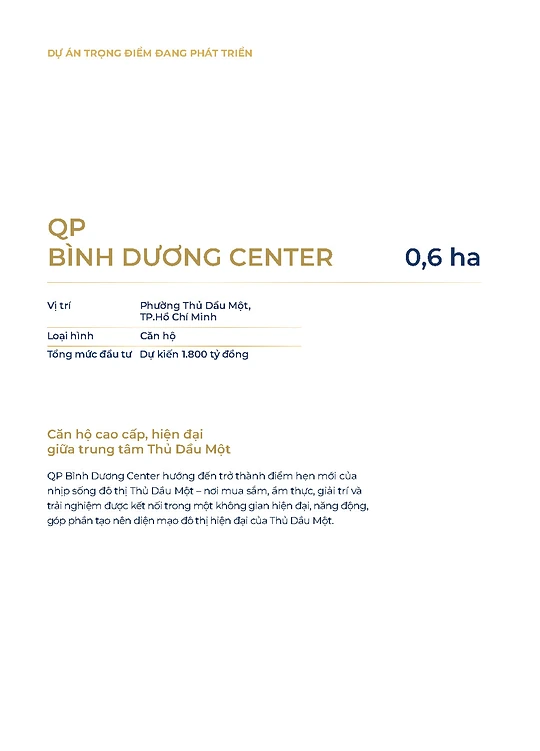 DỰ ÁN TRỌNG ĐIỂM ĐANG PHÁT TRIỂN
QP
BÌNH DƯƠNG CENTER
0,6 ha
Vị trí
Phường Thủ Dầu Một,
TP.Hồ Chí Minh
Loại hình
Căn hộ
Tổng mức đầu tư
Dự kiến 1.800 tỷ đồng
Căn hộ cao cấp, hiện đại
giữa trung tâm Thủ Dầu Một
QP Bình Dương Center hướng đến trở thành điểm hẹn mới của
nhịp sống đô thị Thủ Dầu Một – nơi mua sắm, ẩm thực, giải trí và
trải nghiệm được kết nối trong một không gian hiện đại, năng động,
góp phần tạo nên diện mạo đô thị hiện đại của Thủ Dầu Một.